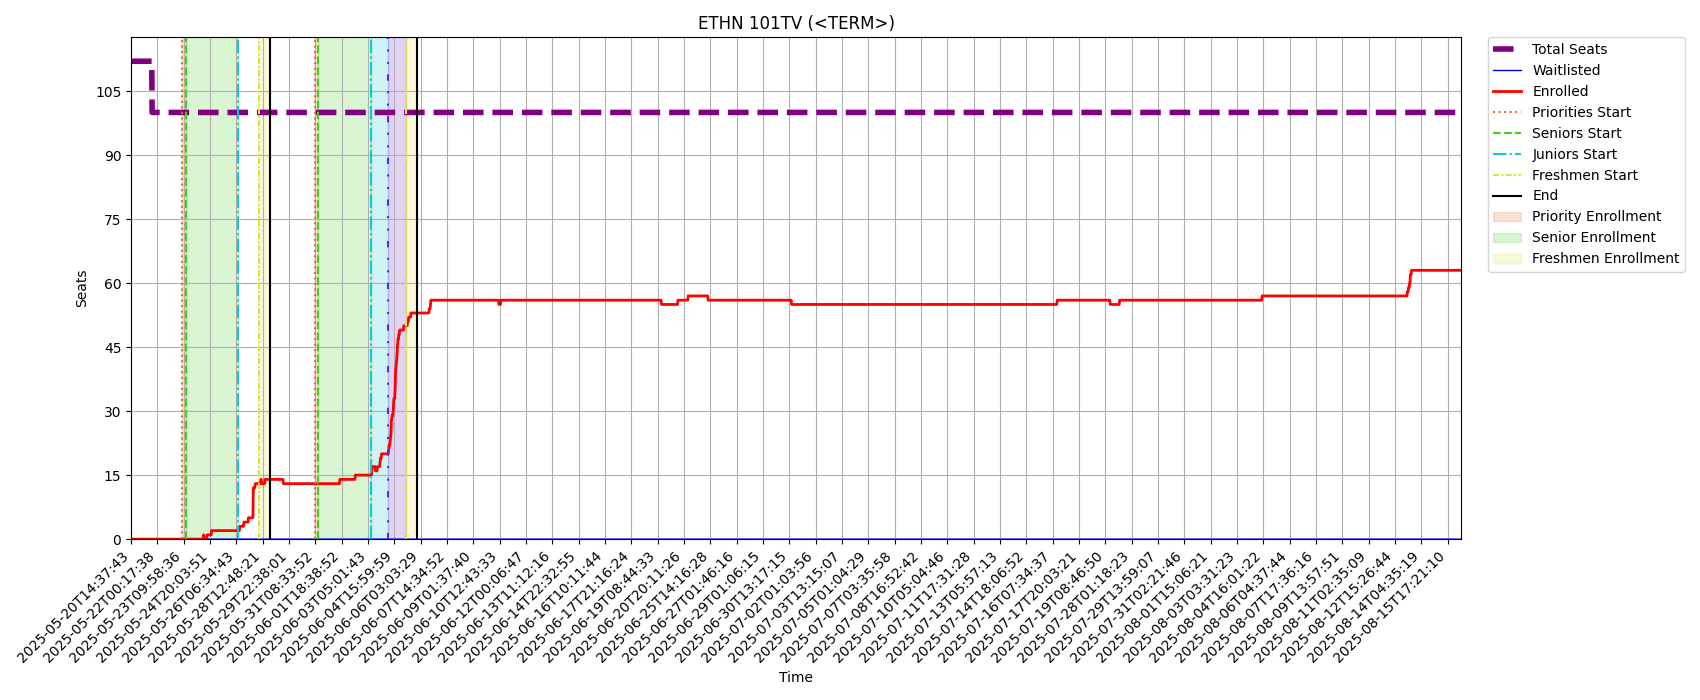 ETHN 101TV (<TERM>)
Total Seats
Waitlisted
Enrolled
Priorities Start
Seniors Start
Juniors Start
Freshmen Start
End
Priority Enrollment
Senior Enrollment
Freshmen Enrollment
Seats
105
90
75
60
45
30
15
0
2025-05-20T14:37:43
2025-05-22T00:17:38
2025-05-23T09:58:36
2025-05-24T20:03:51
2025-05-26T06:34:43
2025-05-28T12:48:21
2025-05-29T22:38:01
2025-05-31T08:33:52
2025-06-01T18:38:52
2025-06-03T05:01:43
2025-06-04T15:59:59
2025-06-06T03:03:29
2025-06-07T14:34:52
2025-06-09T01:37:40
2025-06-10T12:43:33
2025-06-12T00:06:47
2025-06-13T11:12:16
2025-06-14T22:32:55
2025-06-16T10:11:44
2025-06-17T21:16:24
2025-06-19T08:44:33
2025-06-20T20:11:26
2025-06-25T14:16:28
2025-06-27T01:46:16
2025-06-29T01:06:15
2025-06-30T13:17:15
2025-07-02T01:03:56
2025-07-03T13:15:07
2025-07-05T01:04:29
2025-07-07T03:35:58
2025-07-08T16:52:42
2025-07-10T05:04:46
2025-07-11T17:31:28
2025-07-13T05:57:13
2025-07-14T18:06:52
2025-07-16T07:34:37
2025-07-17T20:03:21
2025-07-19T08:46:50
2025-07-28T01:18:23
2025-07-29T13:59:07
2025-07-31T02:21:46
2025-08-01T15:06:21
2025-08-03T03:31:23
2025-08-04T16:01:22
2025-08-06T04:37:44
2025-08-07T17:36:16
2025-08-09T13:57:51
2025-08-11T02:35:09
2025-08-12T15:26:44
2025-08-14T04:35:19
2025-08-15T17:21:10
Time